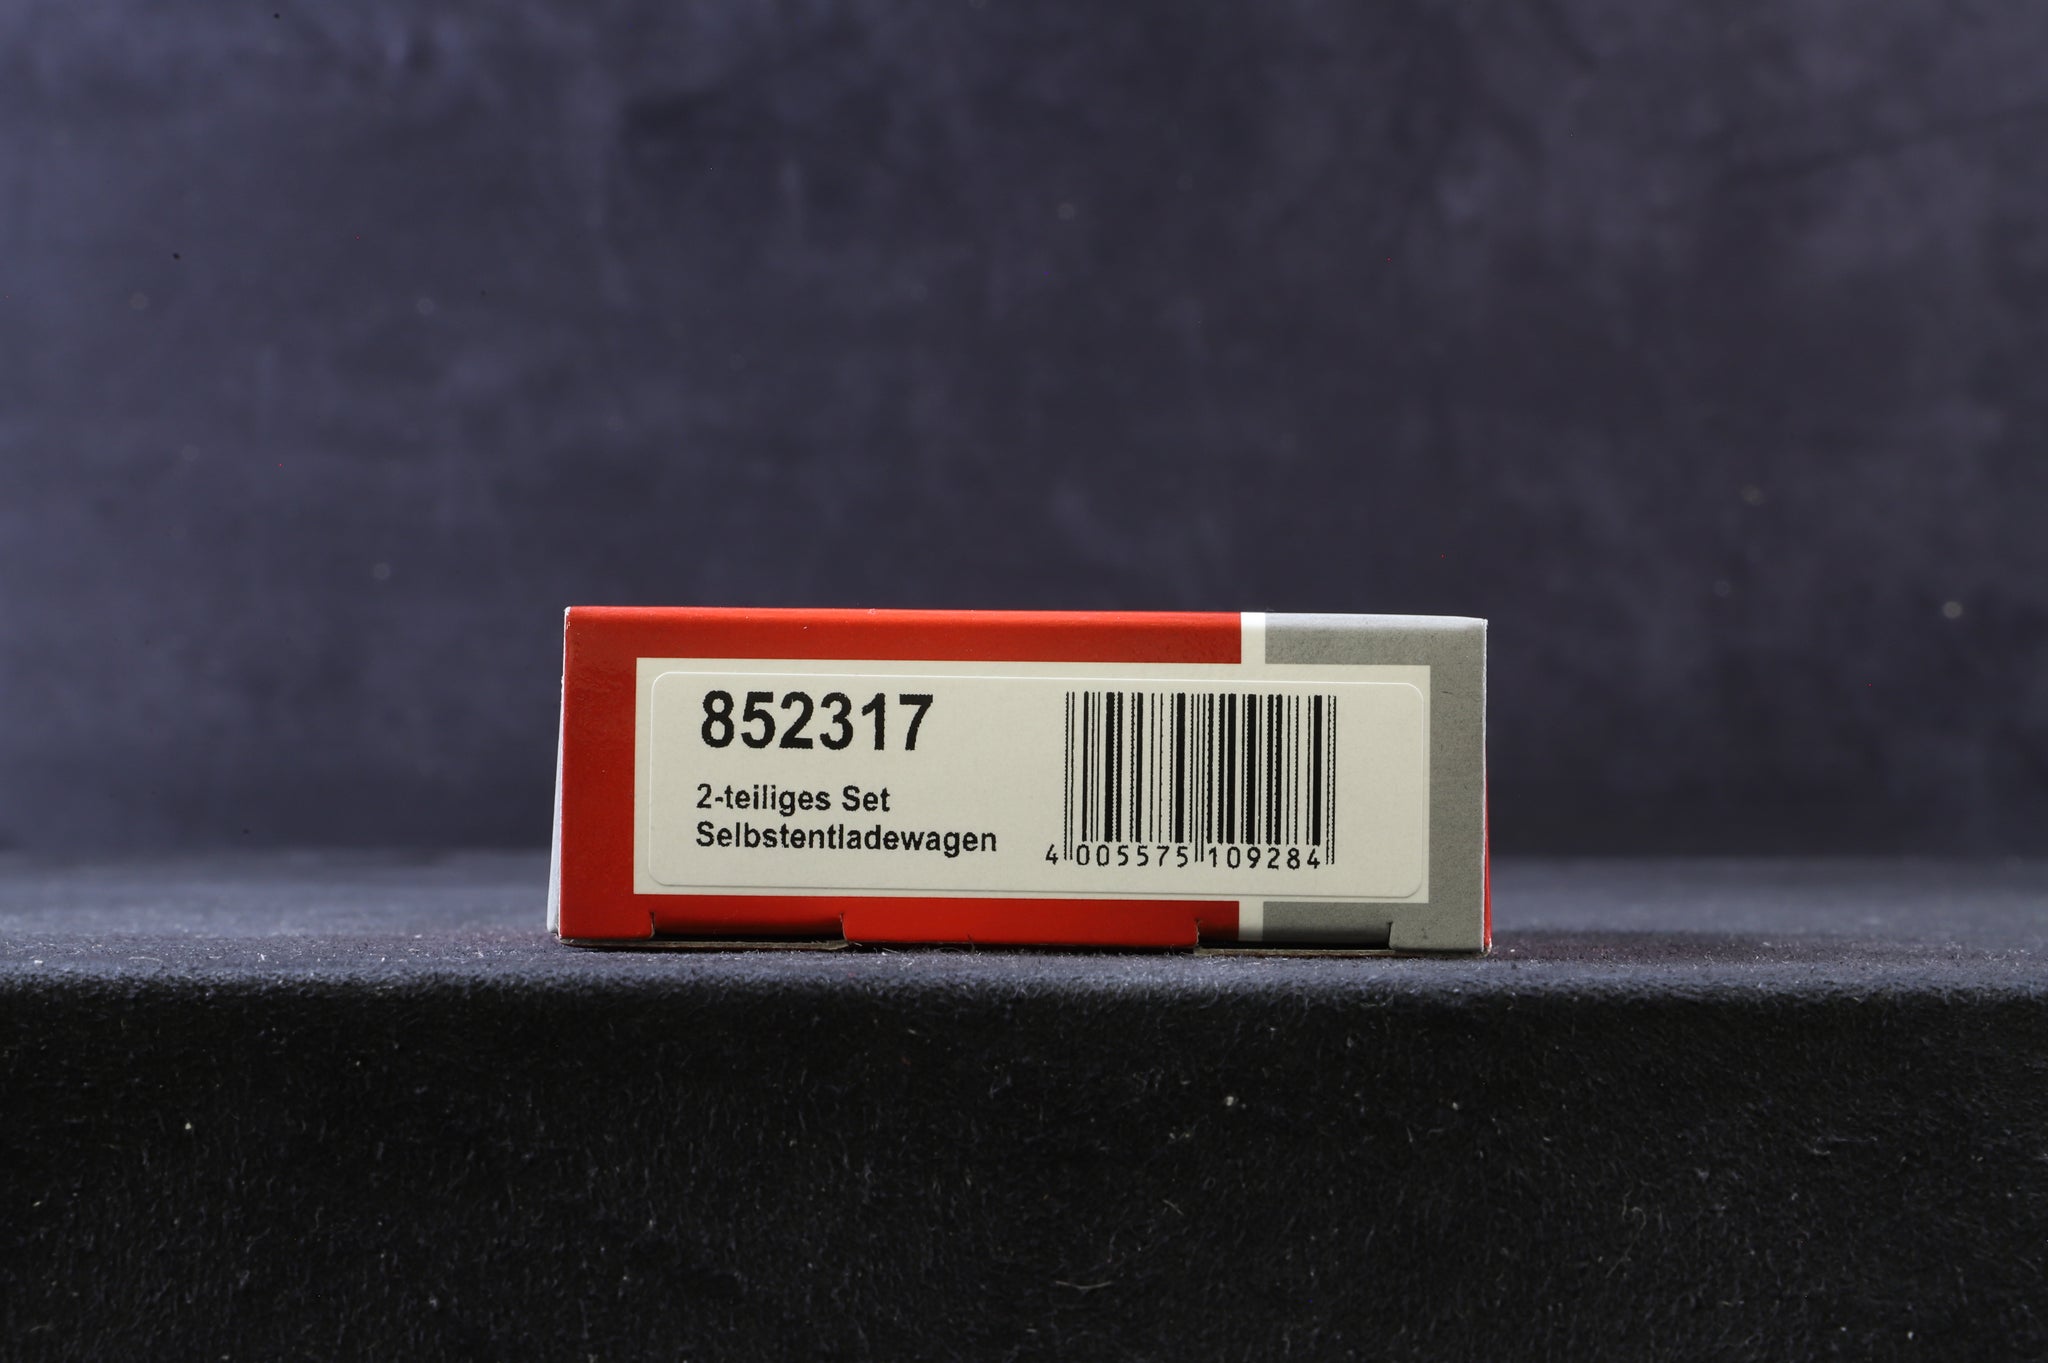 852317
2-teiliges Set
Selbstentladewagen
4 005575 109284